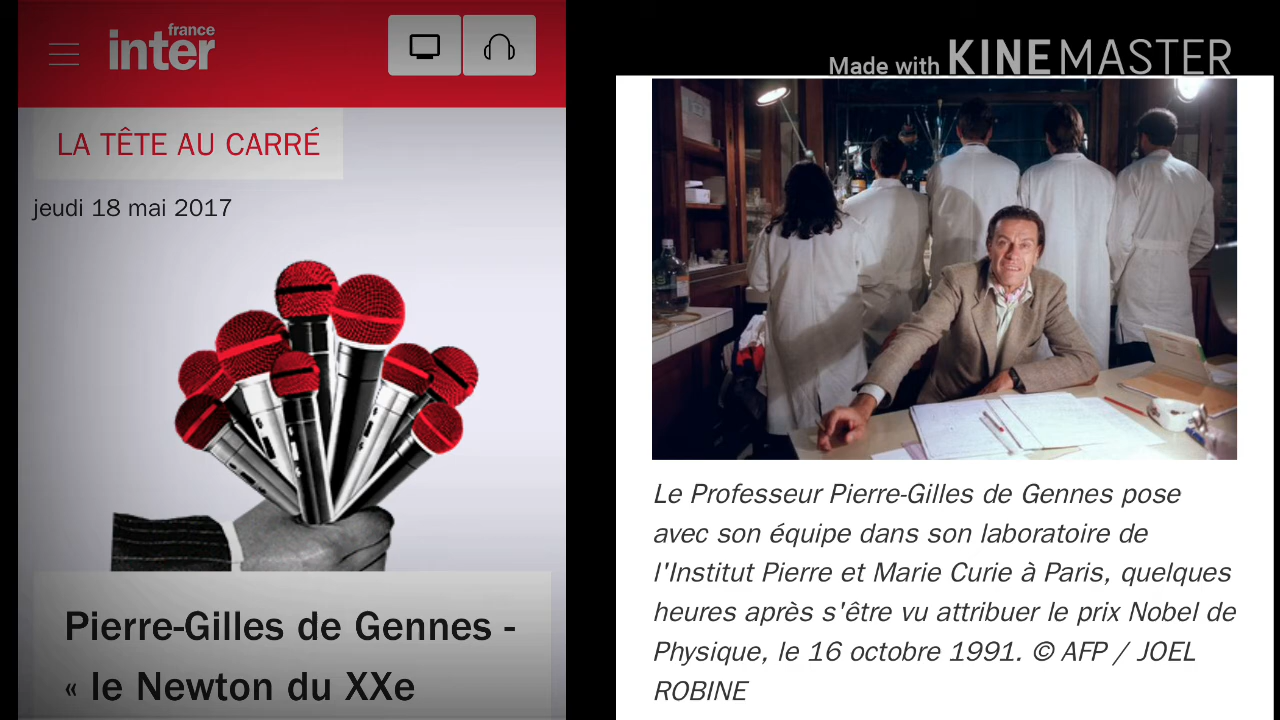 france
inter
LA TÊTE AU CARRÉ
jeudi 18 mai 2017
Pierre-Gilles de Gennes -
« le Newton du XXe
Made with KINEMASTER
Le Professeur Pierre-Gilles de Gennes pose
avec son équipe dans son laboratoire de
l'Institut Pierre et Marie Curie à Paris, quelques
heures après s'être vu attribuer le prix Nobel de
Physique, le 16 octobre 1991. © AFP / JOEL
ROBINE